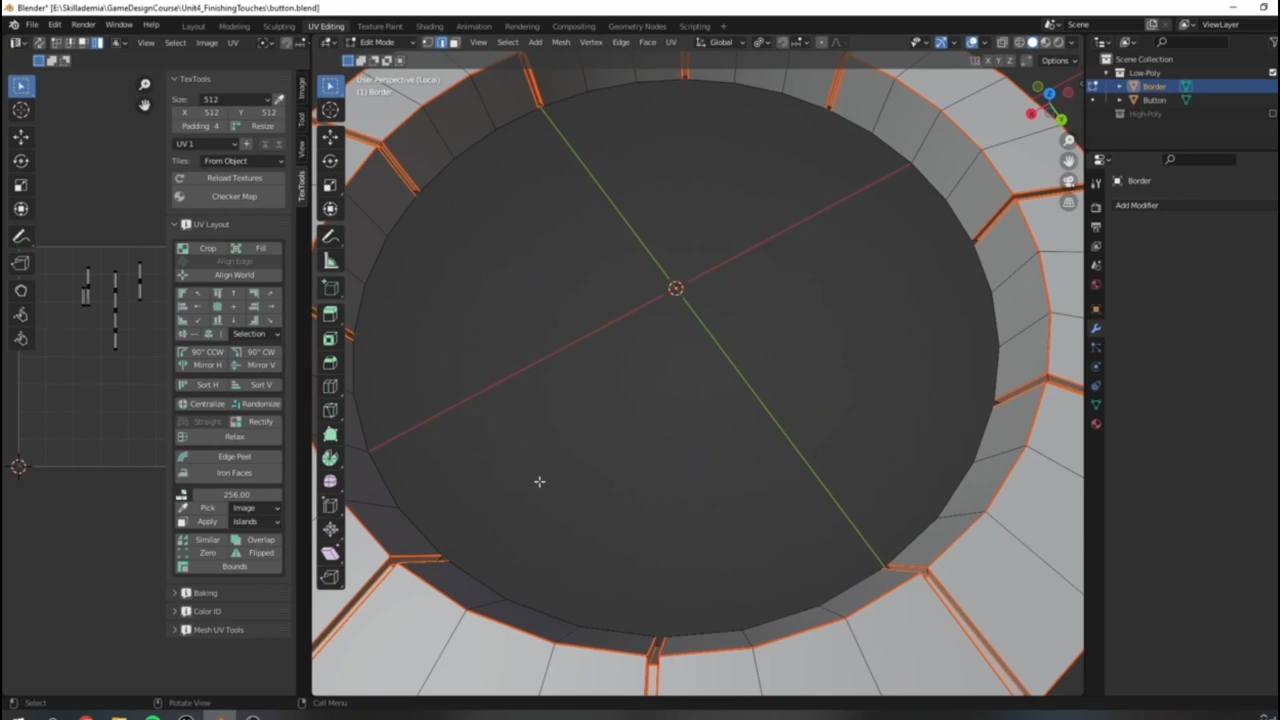 Blender* [E:\Skillademia\GameDesignCourse\Unit4_FinishingTouches\button.blend]
File Edit Render Window Help Layout Modeling Sculpting UV Editing Texture Paint Shading Animation Rendering Compositing Geometry Nodes Scripting Scene ViewLayer
View Select Image UV Edit Mode View Select Add Mesh Vertex Edge Face UV Global
X Y Z Options
User Perspective (Local)
(1) Border
TexTools
Size: 512
X 512 Y 512
Padding 4 Resize
UV 1
Tiles: From Object
Reload Textures
Checker Map
UV Layout
Crop Fill
Align Edge
Align World
Selection
90° CCW 90° CW
Mirror H Mirror V
Sort H Sort V
Centralize Randomize
Straight Rectify
Relax
Edge Peel
Iron Faces
256.00
Pick Image
Apply Islands
Similar Overlap
Zero Flipped
Bounds
Baking
Color ID
Mesh UV Tools
Image
Tool
View
TexTools
Z
X
Y
Scene Collection
Low-Poly
Border
Button
High-Poly
Border
Add Modifier
Select Rotate View Call Menu